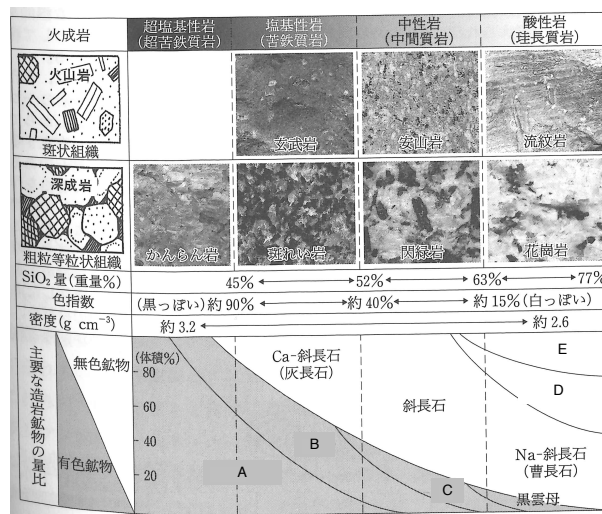 火成岩
超塩基性岩
(超苦鉄質岩)
塩基性岩
(苦鉄質岩)
中性岩
(中間質岩)
酸性岩
(珪長質岩)
火山岩
斑状組織
玄武岩
安山岩
流紋岩
深成岩
粗粒等粒状組織
かんらん岩
斑れい岩
閃緑岩
花崗岩
SiO₂量(重量%)
45%
52%
63%
77%
色指数
(黒っぽい)約90%
約40%
約15%(白っぽい)
密度(g cm⁻³)
約3.2
約2.6
主要な造岩鉱物の量比
無色鉱物
有色鉱物
(体積%)
80
60
40
20
Ca-斜長石
(灰長石)
斜長石
Na-斜長石
(曹長石)
黒雲母
A
B
C
D
E